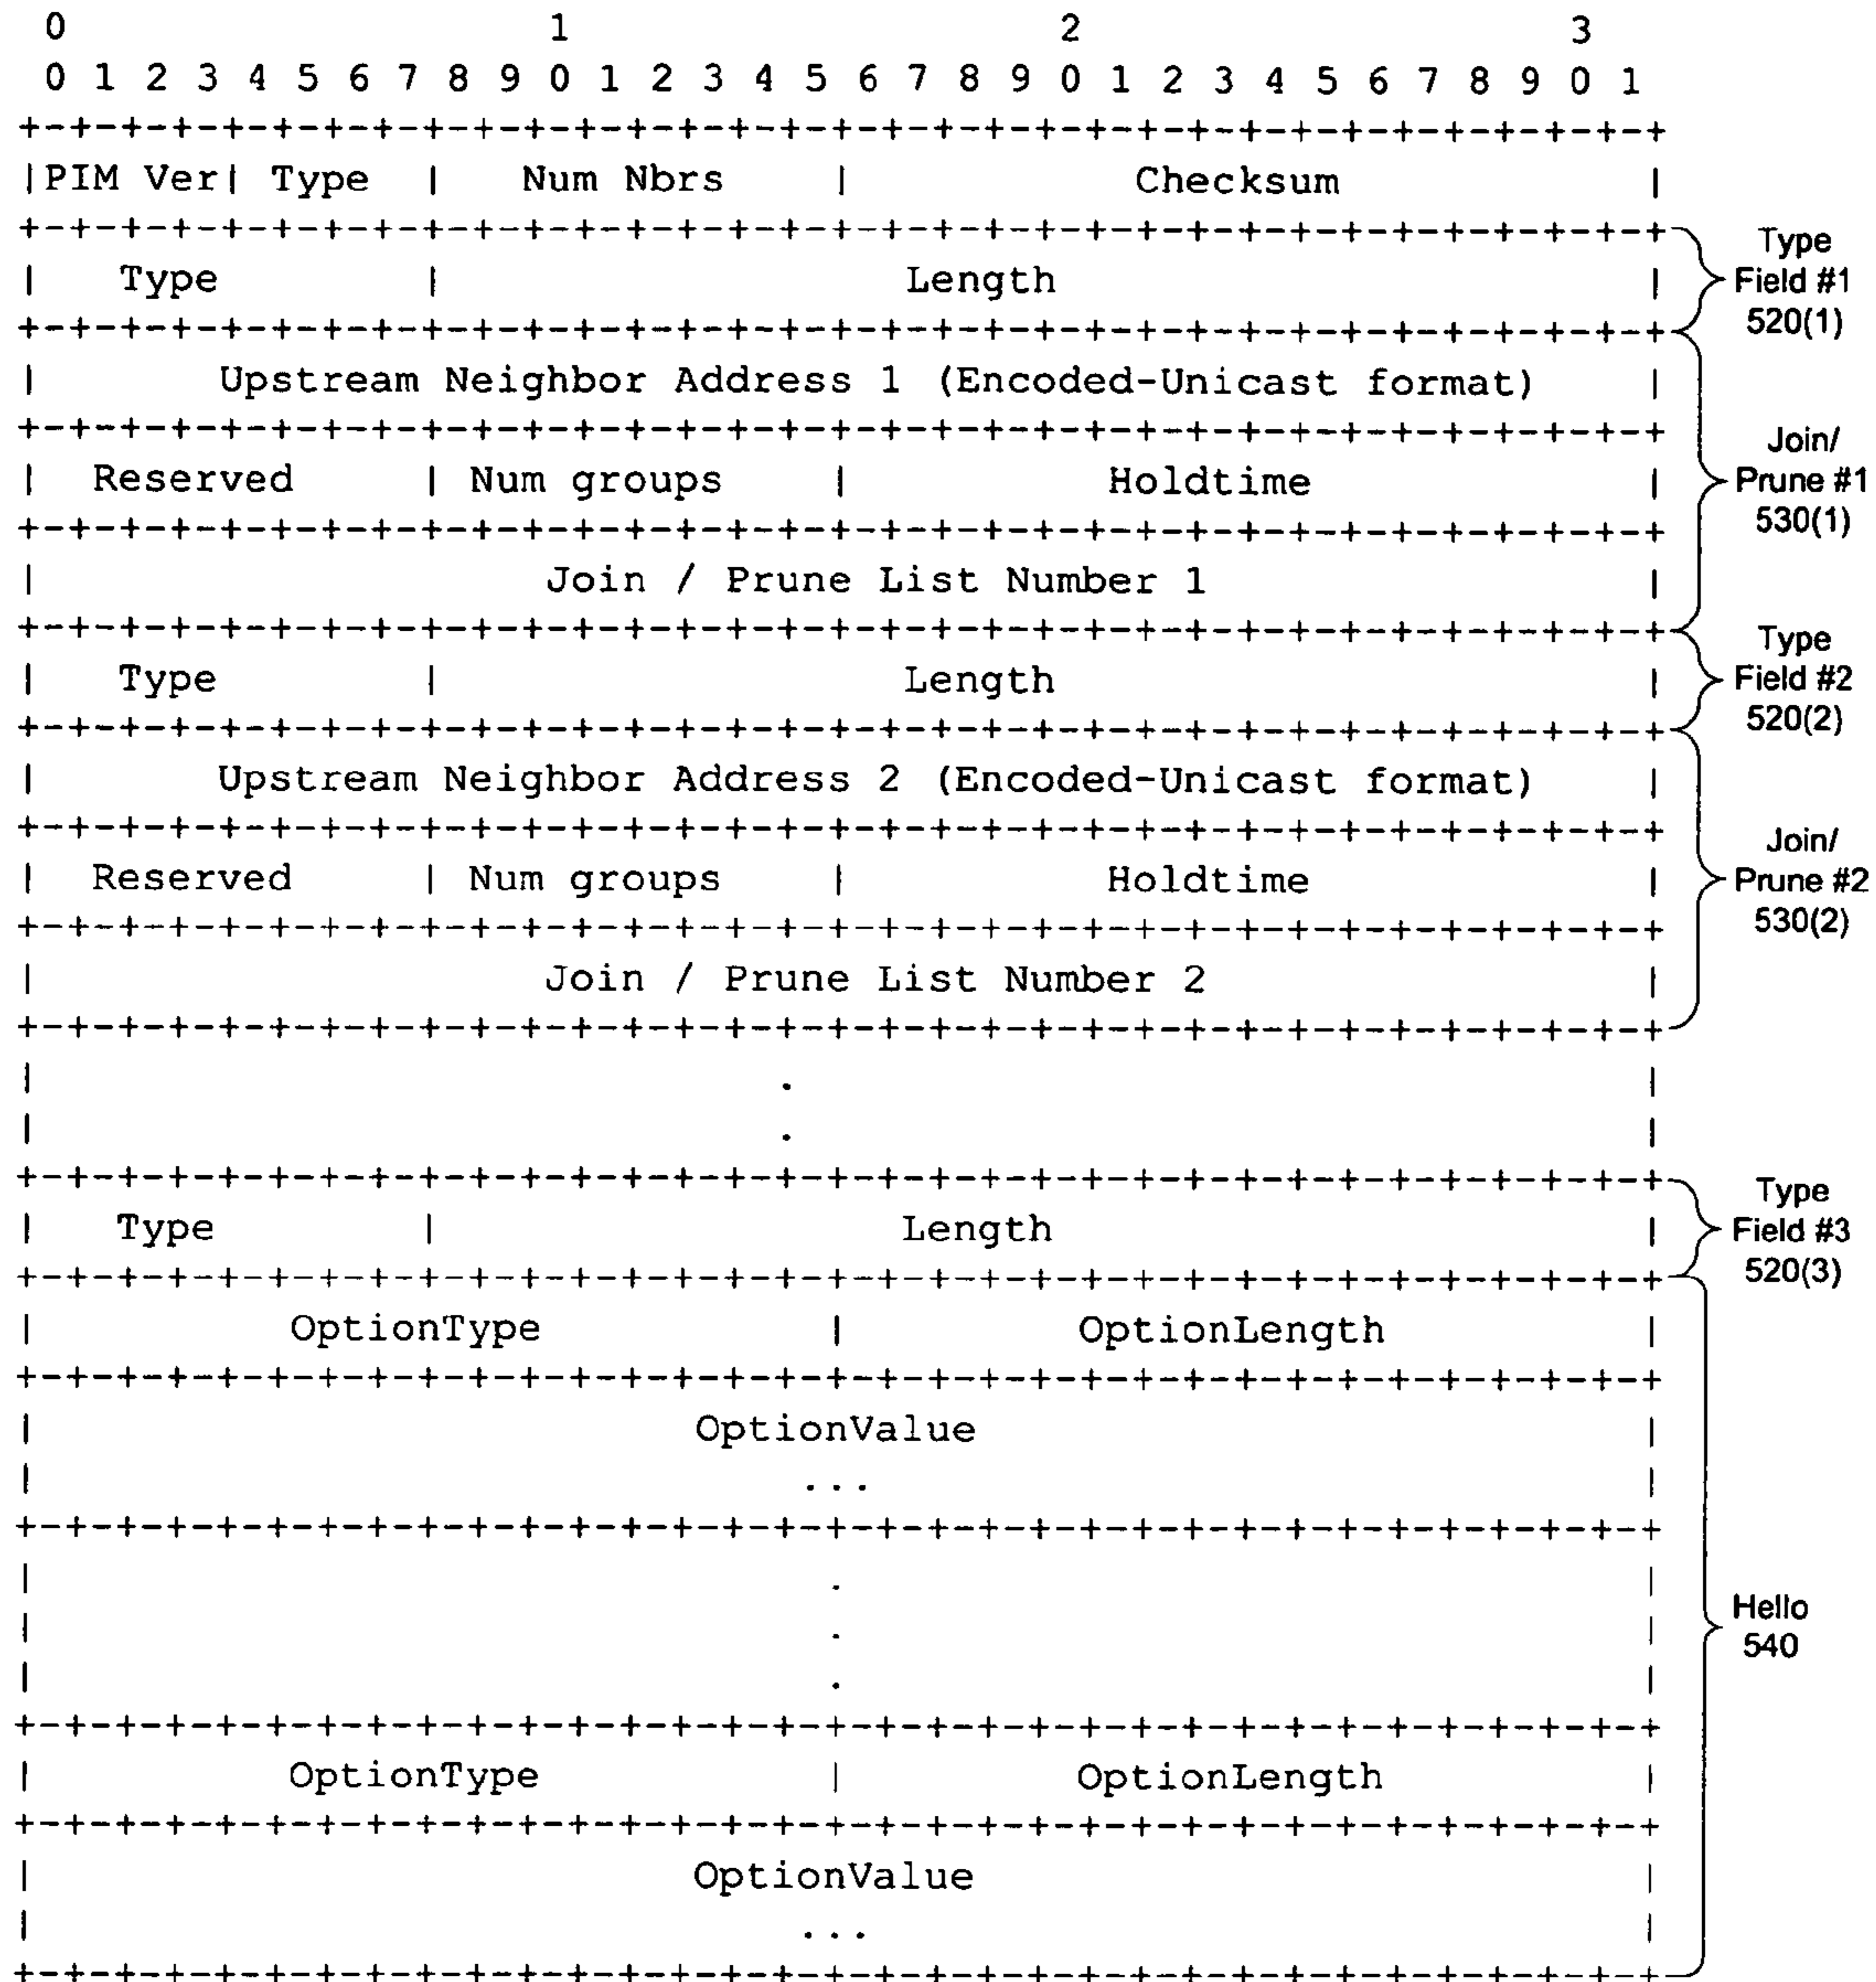 0 1 2 3
0 1 2 3 4 5 6 7 8 9 0 1 2 3 4 5 6 7 8 9 0 1 2 3 4 5 6 7 8 9 0 1
+-+-+-+-+-+-+-+-+-+-+-+-+-+-+-+-+-+-+-+-+-+-+-+-+-+-+-+-+-+-+-+-+
|PIM Ver| Type | Num Nbrs | Checksum |
+-+-+-+-+-+-+-+-+-+-+-+-+-+-+-+-+-+-+-+-+-+-+-+-+-+-+-+-+-+-+-+-+
| Type | Length |
Type
Field #1
520(1)
+-+-+-+-+-+-+-+-+-+-+-+-+-+-+-+-+-+-+-+-+-+-+-+-+-+-+-+-+-+-+-+-+
| Upstream Neighbor Address 1 (Encoded-Unicast format) |
+-+-+-+-+-+-+-+-+-+-+-+-+-+-+-+-+-+-+-+-+-+-+-+-+-+-+-+-+-+-+-+-+
| Reserved | Num groups | Holdtime |
+-+-+-+-+-+-+-+-+-+-+-+-+-+-+-+-+-+-+-+-+-+-+-+-+-+-+-+-+-+-+-+-+
| Join / Prune List Number 1 |
Join/
Prune #1
530(1)
+-+-+-+-+-+-+-+-+-+-+-+-+-+-+-+-+-+-+-+-+-+-+-+-+-+-+-+-+-+-+-+-+
| Type | Length |
Type
Field #2
520(2)
+-+-+-+-+-+-+-+-+-+-+-+-+-+-+-+-+-+-+-+-+-+-+-+-+-+-+-+-+-+-+-+-+
| Upstream Neighbor Address 2 (Encoded-Unicast format) |
+-+-+-+-+-+-+-+-+-+-+-+-+-+-+-+-+-+-+-+-+-+-+-+-+-+-+-+-+-+-+-+-+
| Reserved | Num groups | Holdtime |
+-+-+-+-+-+-+-+-+-+-+-+-+-+-+-+-+-+-+-+-+-+-+-+-+-+-+-+-+-+-+-+-+
| Join / Prune List Number 2 |
Join/
Prune #2
530(2)
+-+-+-+-+-+-+-+-+-+-+-+-+-+-+-+-+-+-+-+-+-+-+-+-+-+-+-+-+-+-+-+-+
| . |
| . |
+-+-+-+-+-+-+-+-+-+-+-+-+-+-+-+-+-+-+-+-+-+-+-+-+-+-+-+-+-+-+-+-+
| Type | Length |
Type
Field #3
520(3)
+-+-+-+-+-+-+-+-+-+-+-+-+-+-+-+-+-+-+-+-+-+-+-+-+-+-+-+-+-+-+-+-+
| OptionType | OptionLength |
+-+-+-+-+-+-+-+-+-+-+-+-+-+-+-+-+-+-+-+-+-+-+-+-+-+-+-+-+-+-+-+-+
| OptionValue |
| ... |
+-+-+-+-+-+-+-+-+-+-+-+-+-+-+-+-+-+-+-+-+-+-+-+-+-+-+-+-+-+-+-+-+
| . |
| . |
| . |
Hello
540
+-+-+-+-+-+-+-+-+-+-+-+-+-+-+-+-+-+-+-+-+-+-+-+-+-+-+-+-+-+-+-+-+
| OptionType | OptionLength |
+-+-+-+-+-+-+-+-+-+-+-+-+-+-+-+-+-+-+-+-+-+-+-+-+-+-+-+-+-+-+-+-+
| OptionValue |
| ... |
+-+-+-+-+-+-+-+-+-+-+-+-+-+-+-+-+-+-+-+-+-+-+-+-+-+-+-+-+-+-+-+-+